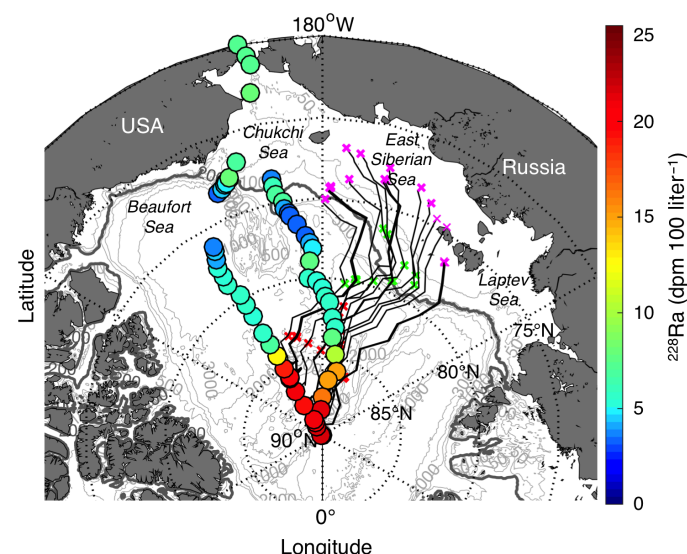 180°W
USA
Chukchi
Sea
East
Siberian
Sea
Russia
Beaufort
Sea
Laptev
Sea
75°N
80°N
85°N
90°N
0°
Latitude
Longitude
25
20
15
10
5
0
²²⁸Ra (dpm 100 liter⁻¹)